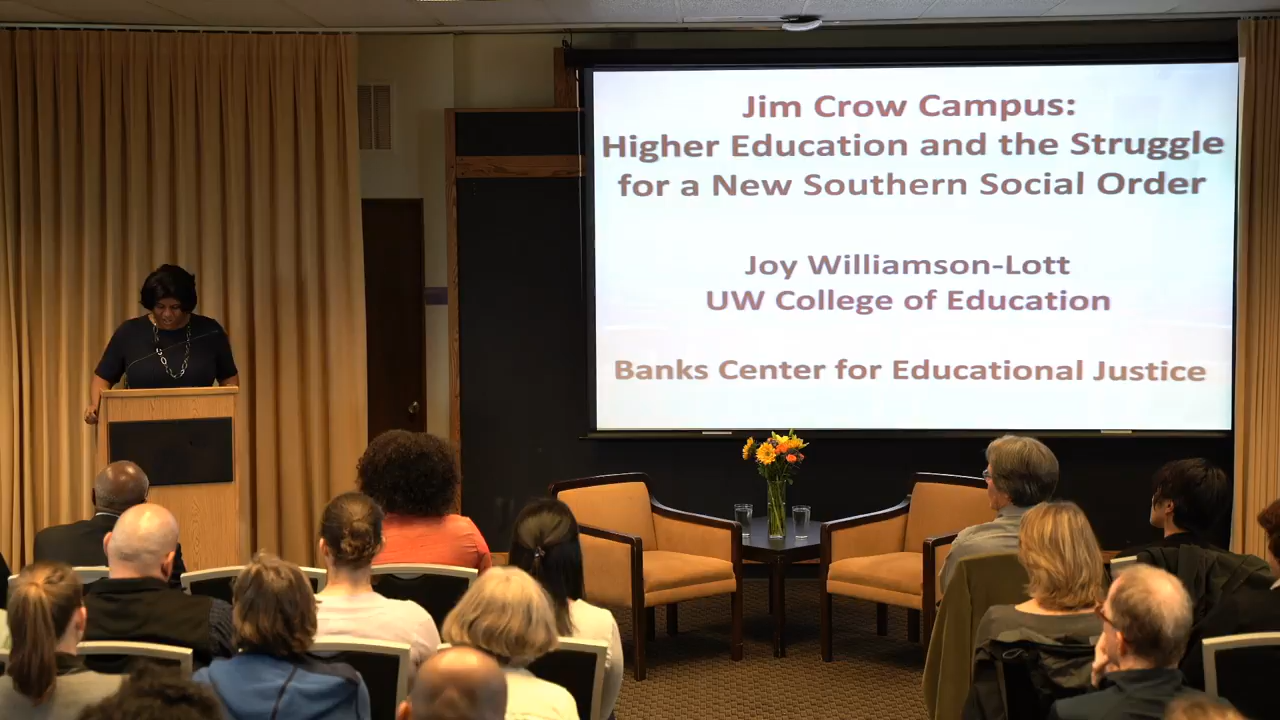 Jim Crow Campus:
Higher Education and the Struggle
for a New Southern Social Order
Joy Williamson-Lott
UW College of Education
Banks Center for Educational Justice